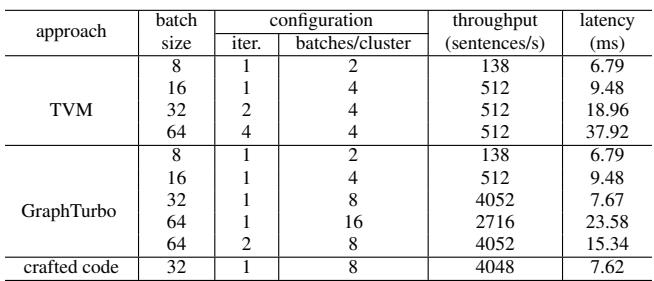 approach batch size configuration throughput (sentences/s) latency (ms)
iter. batches/cluster
TVM 8 1 2 138 6.79
16 1 4 512 9.48
32 2 4 512 18.96
64 4 4 512 37.92
GraphTurbo 8 1 2 138 6.79
16 1 4 512 9.48
32 1 8 4052 7.67
64 1 16 2716 23.58
64 2 8 4052 15.34
crafted code 32 1 8 4048 7.62